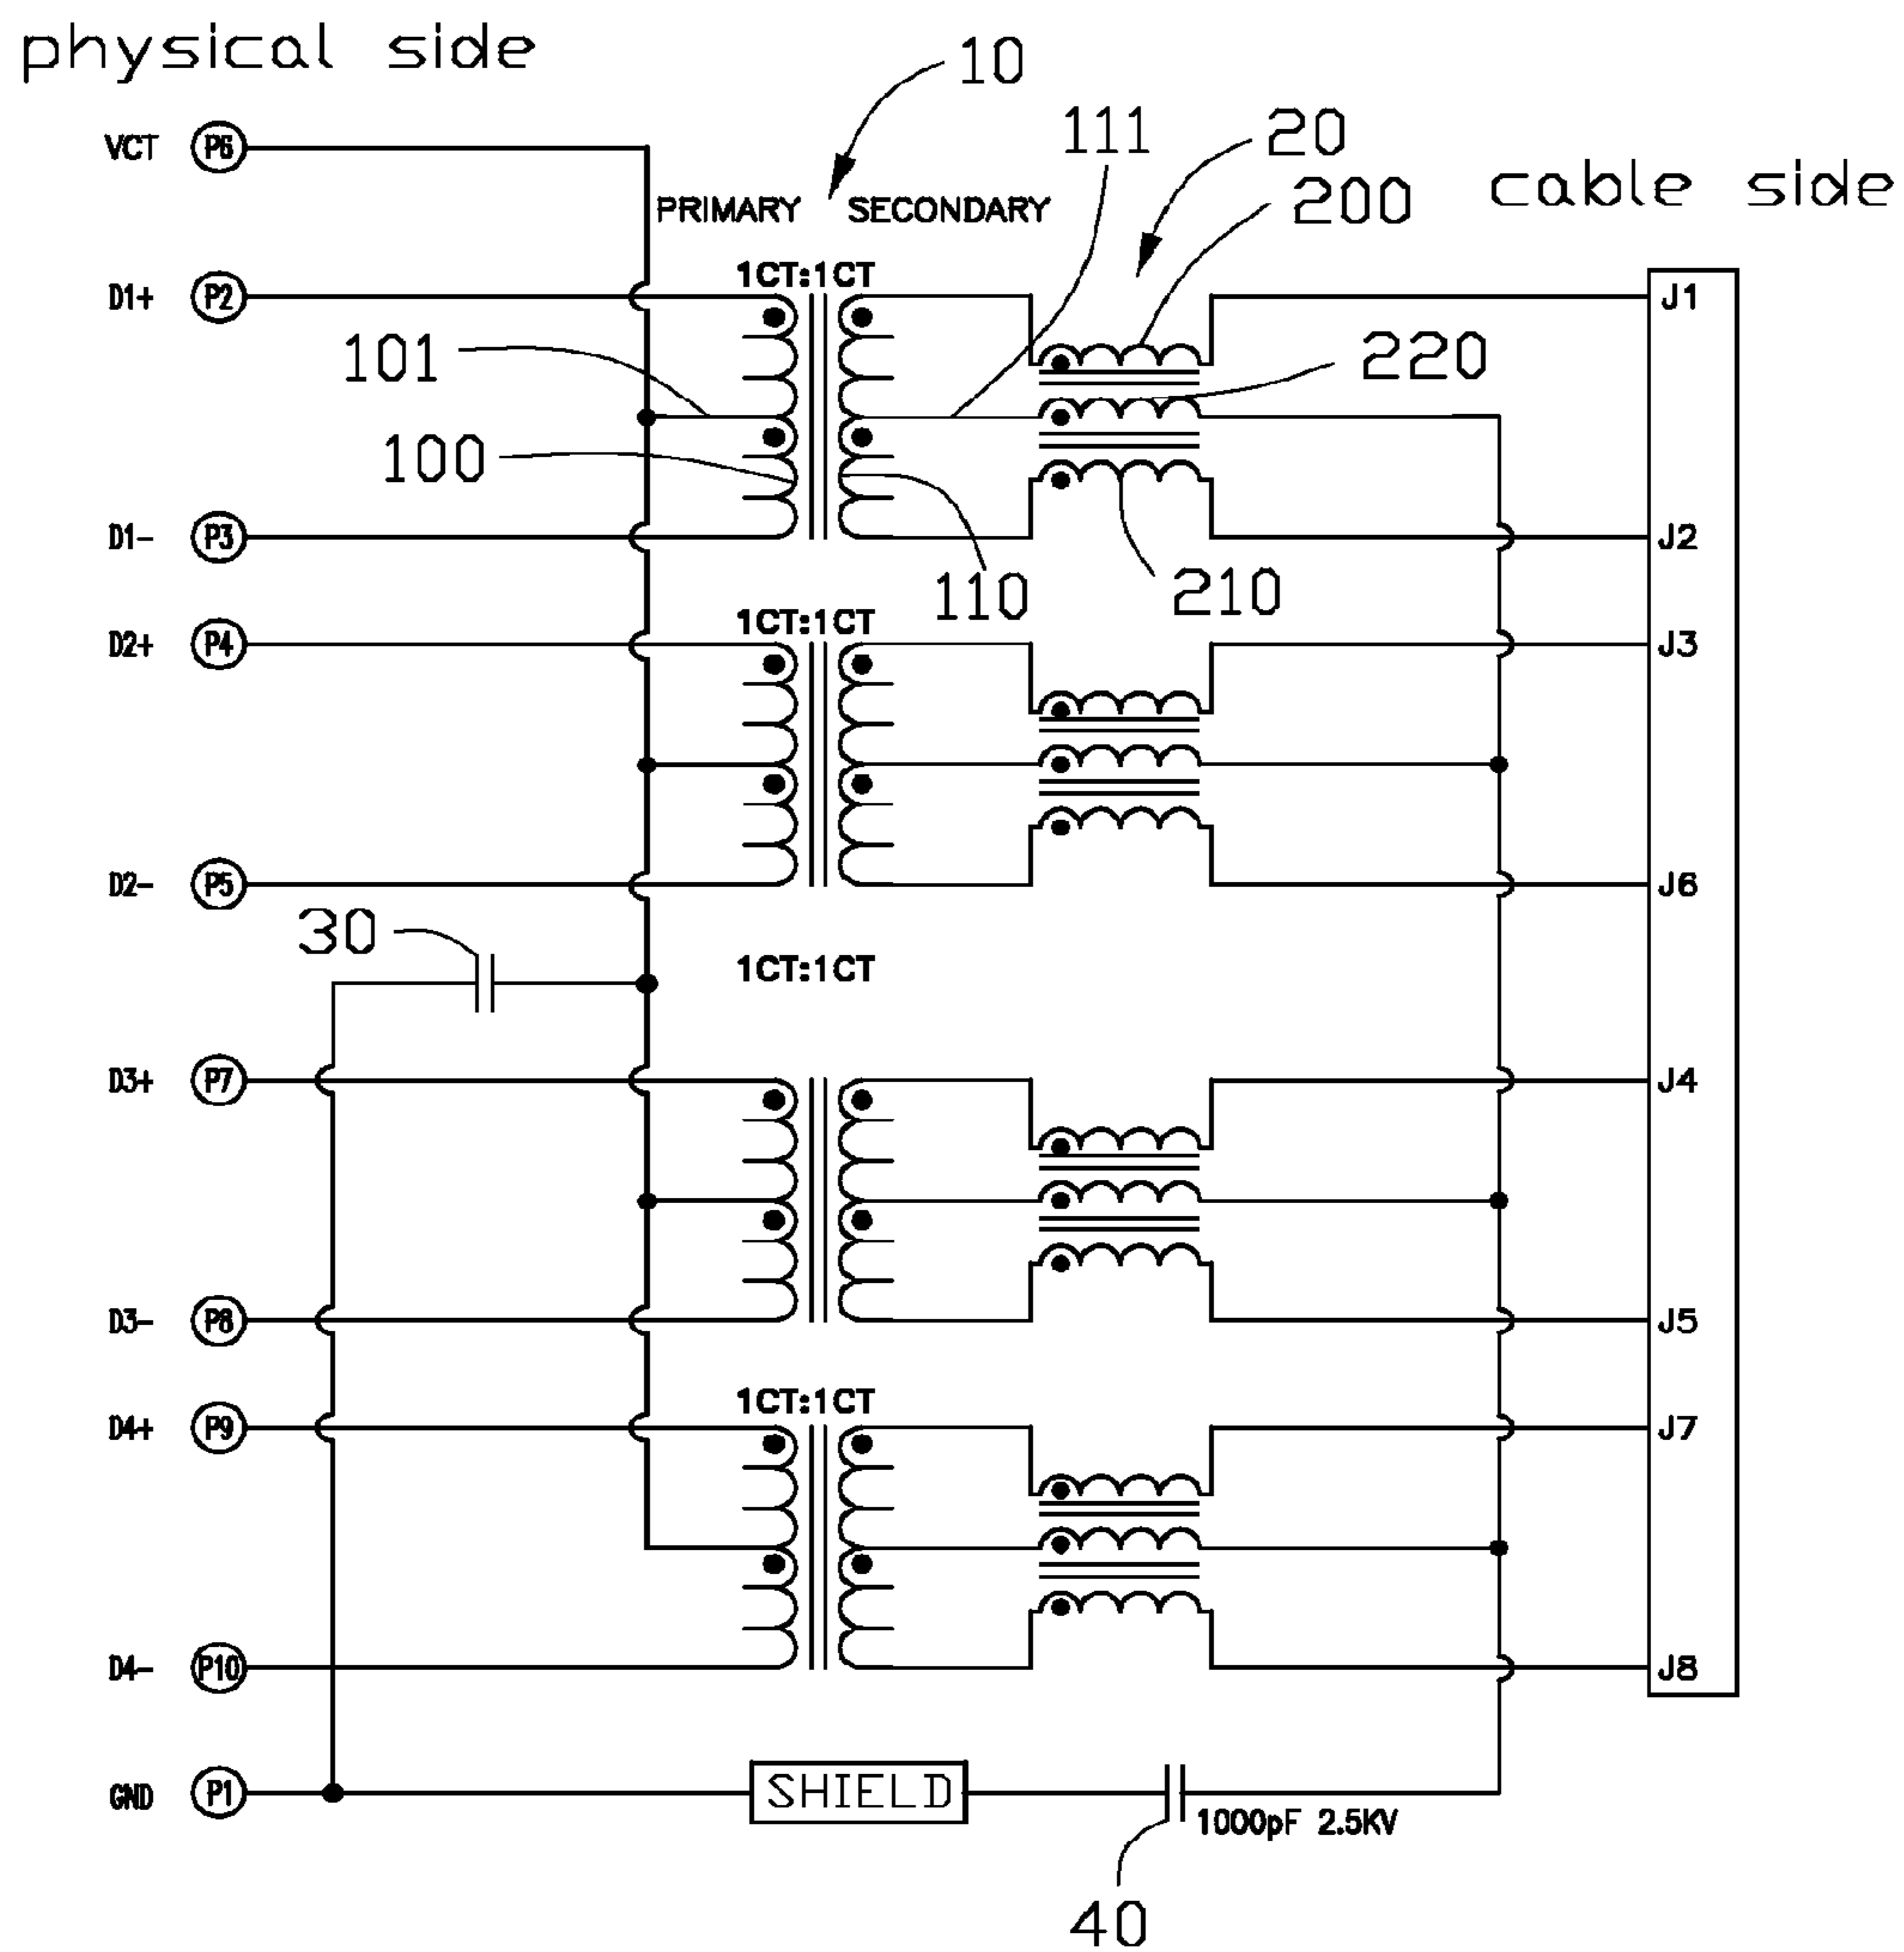 physical side
10
VCT P6
111
20
200
cable side
PRIMARY SECONDARY
1CT:1CT
D1+ P2
J1
101
220
100
D1- P3
J2
110
210
1CT:1CT
D2+ P4
J3
D2- P5
J6
30
1CT:1CT
D3+ P7
J4
D3- P8
J5
1CT:1CT
D4+ P9
J7
D4- P10
J8
GND P1
SHIELD
1000pF 2.5KV
40